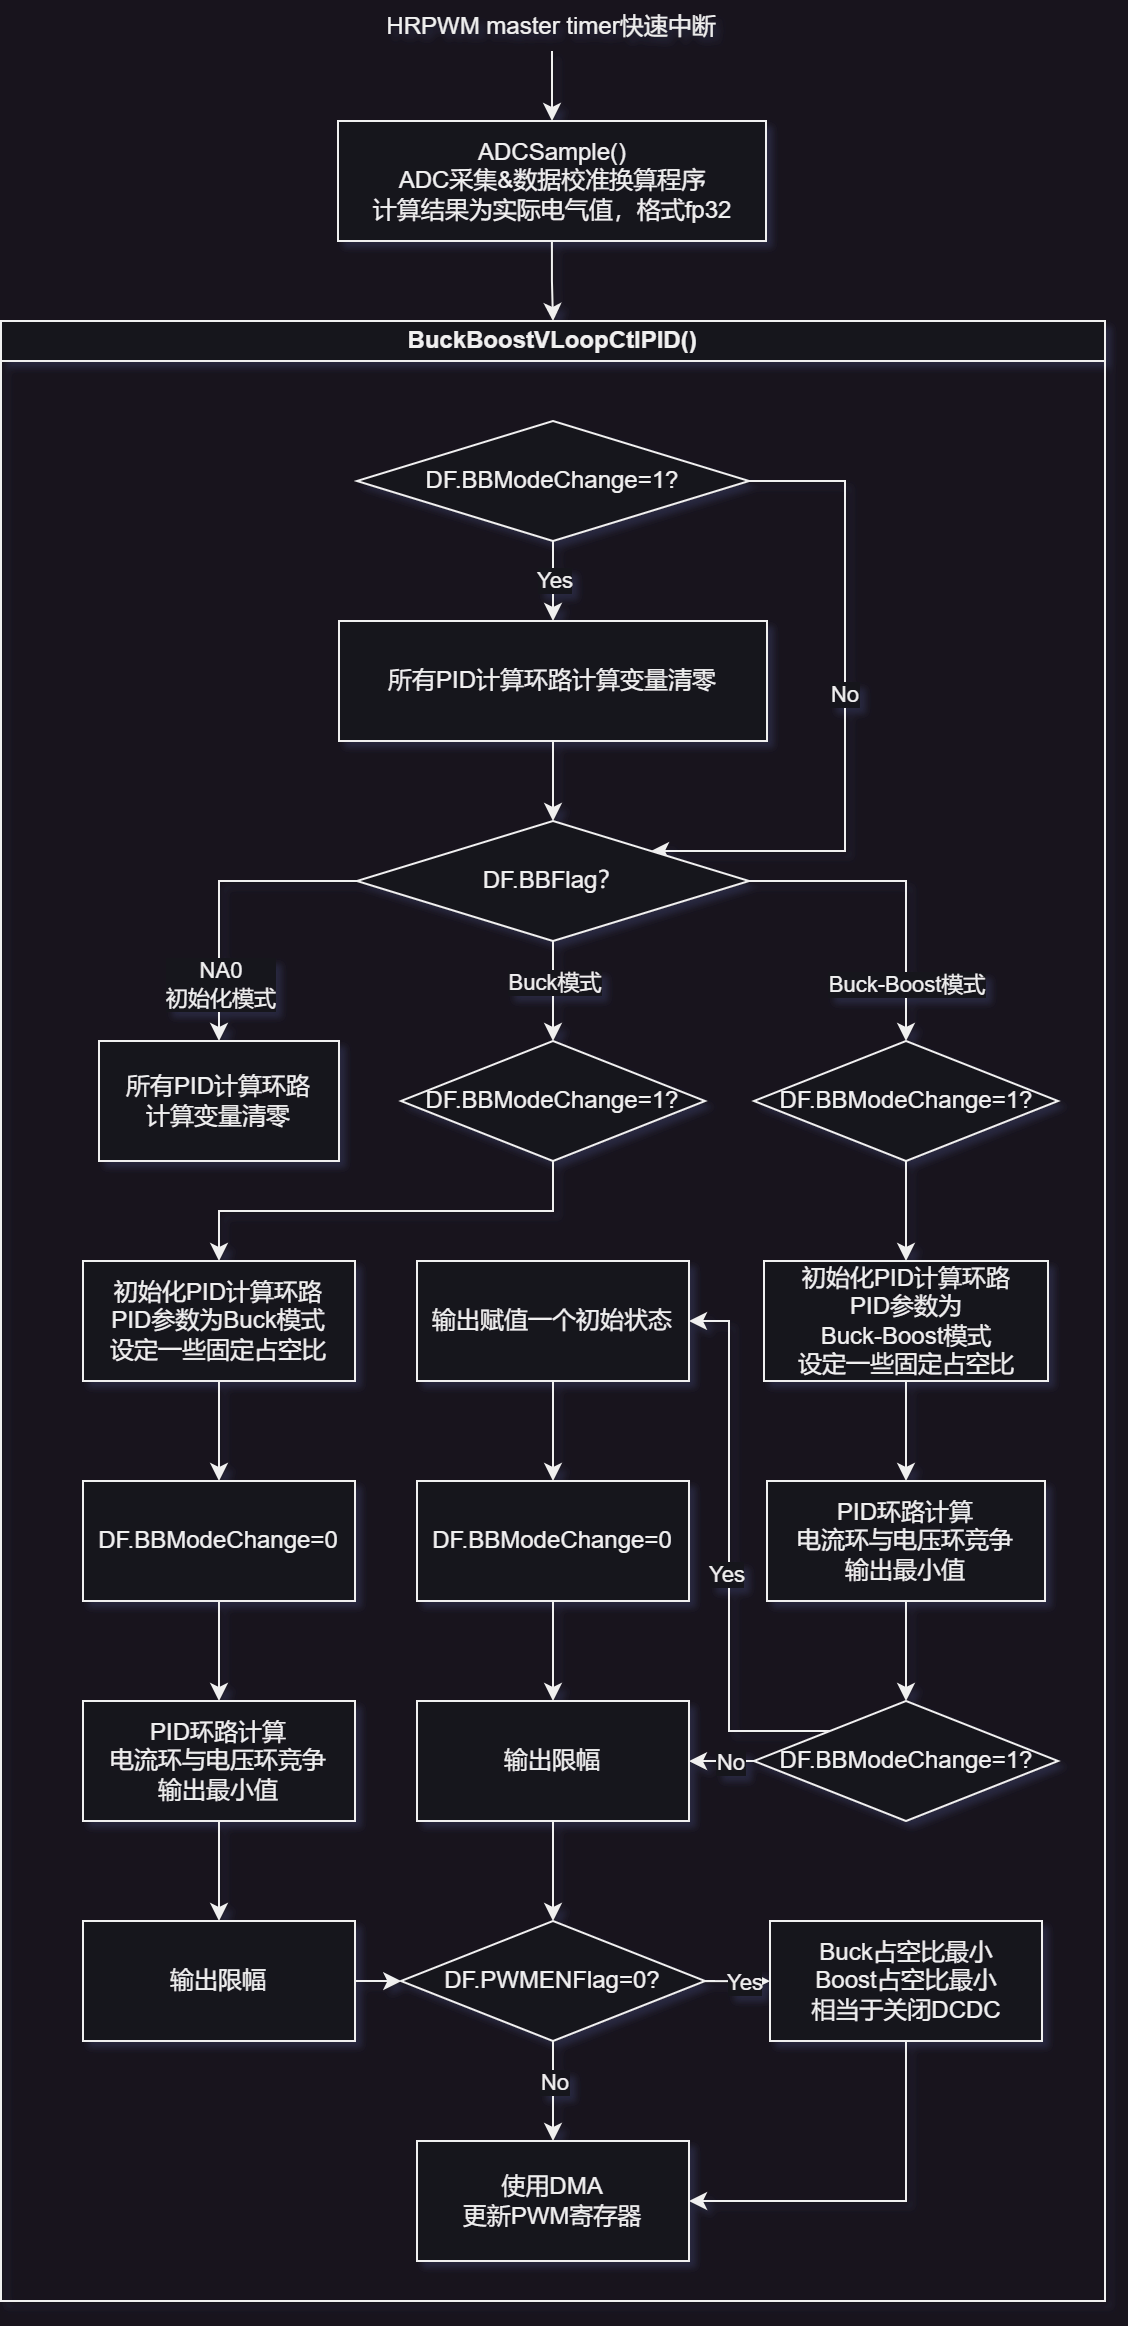 HRPWM master timer快速中断
ADCSample()
ADC采集&数据校准换算程序
计算结果为实际电气值，格式fp32
BuckBoostVLoopCtlPID()
DF.BBModeChange=1?
Yes
No
所有PID计算环路计算变量清零
DF.BBFlag?
NA0
初始化模式
Buck模式
Buck-Boost模式
所有PID计算环路
计算变量清零
DF.BBModeChange=1?
DF.BBModeChange=1?
初始化PID计算环路
PID参数为Buck模式
设定一些固定占空比
输出赋值一个初始状态
初始化PID计算环路
PID参数为
Buck-Boost模式
设定一些固定占空比
DF.BBModeChange=0
DF.BBModeChange=0
PID环路计算
电流环与电压环竞争
输出最小值
Yes
PID环路计算
电流环与电压环竞争
输出最小值
输出限幅
No
DF.BBModeChange=1?
输出限幅
DF.PWMENFlag=0?
Yes
Buck占空比最小
Boost占空比最小
相当于关闭DCDC
No
使用DMA
更新PWM寄存器